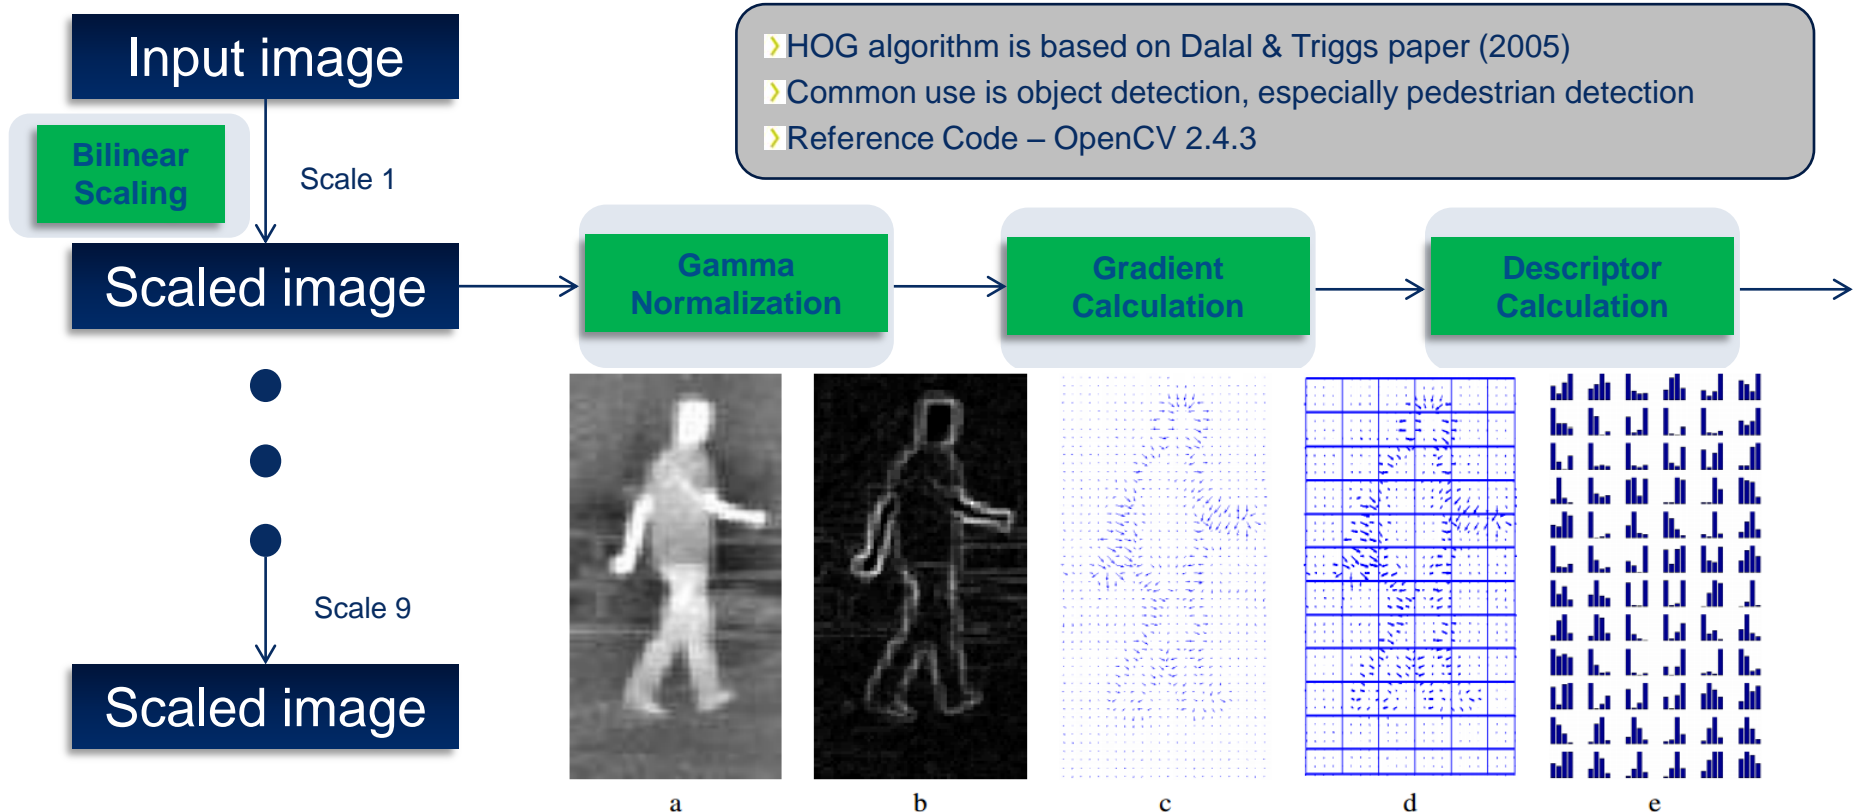 Input image
HOG algorithm is based on Dalal & Triggs paper (2005)
Common use is object detection, especially pedestrian detection
Reference Code – OpenCV 2.4.3
Bilinear
Scaling
Scale 1
Scaled image
Gamma
Normalization
Gradient
Calculation
Descriptor
Calculation
Scale 9
Scaled image
a
b
c
d
e